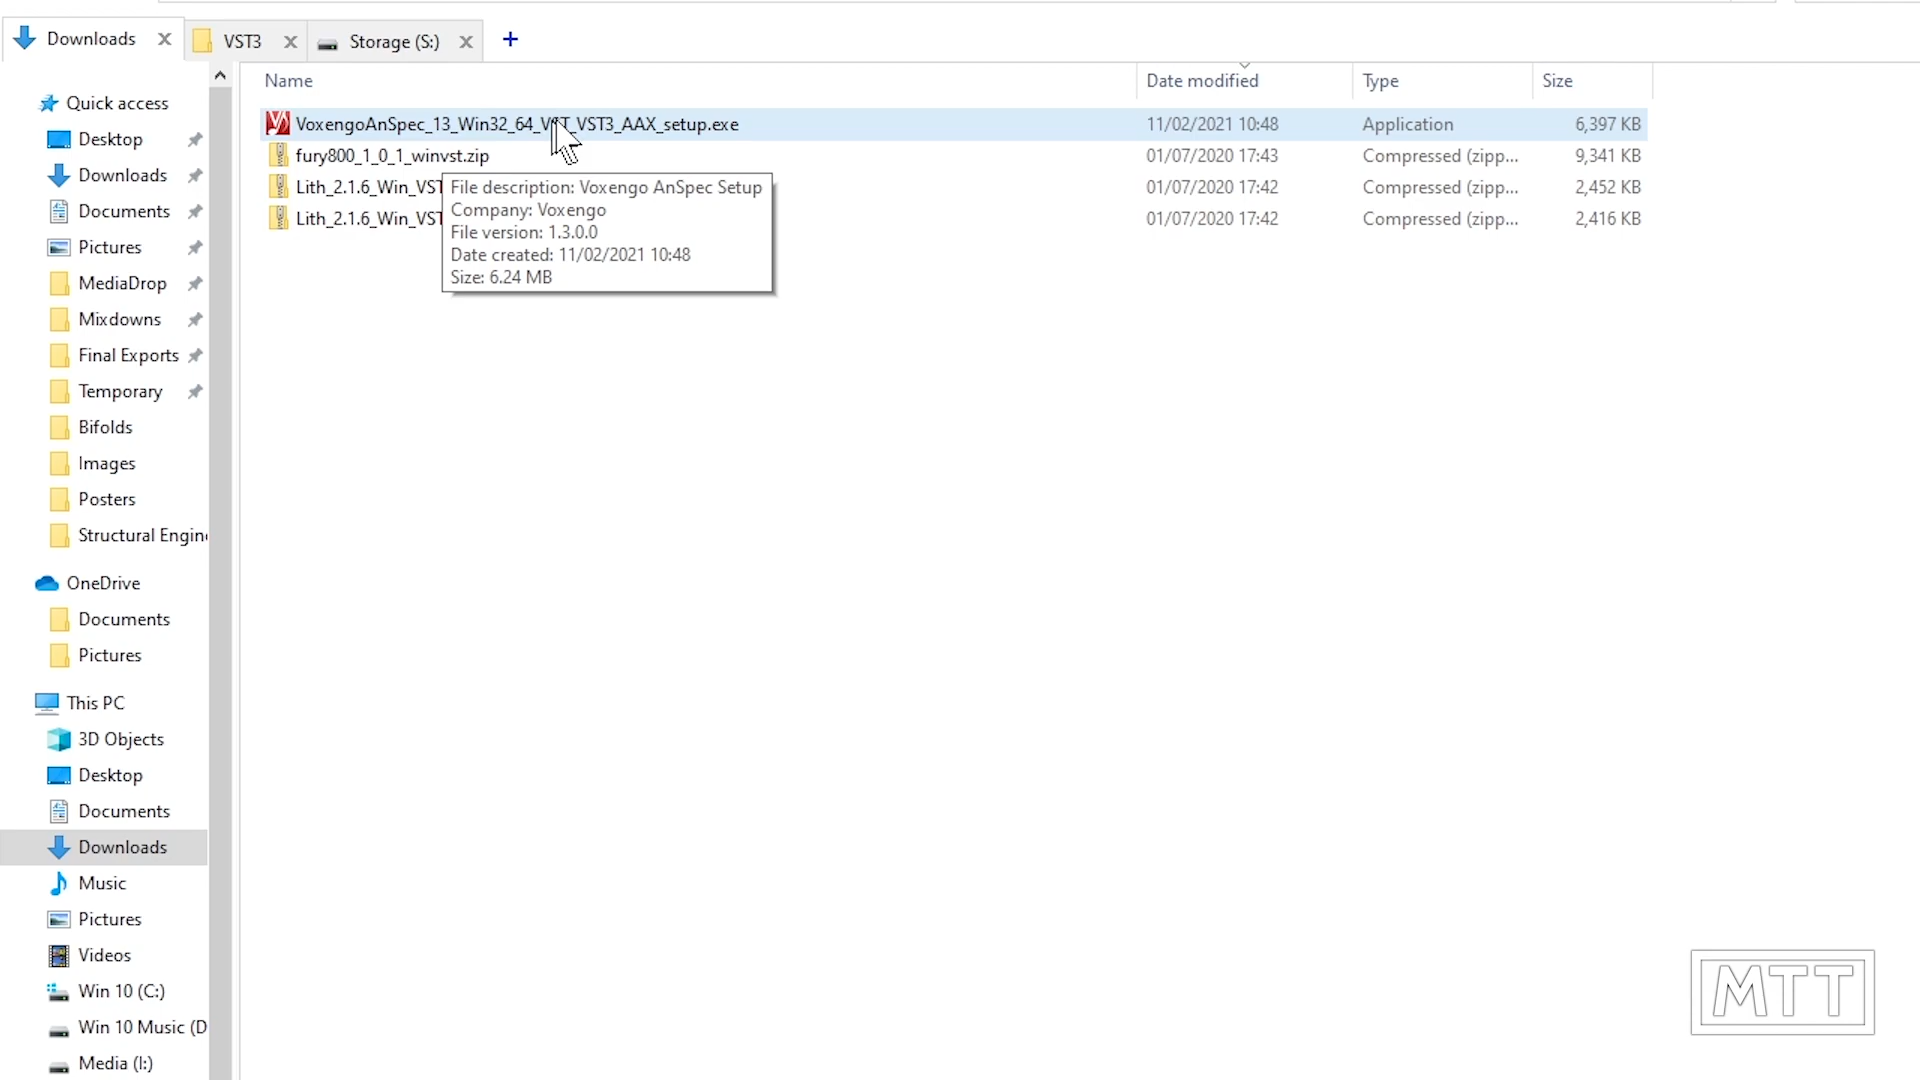 Downloads
VST3
Storage (S:)
Name
Date modified
Type
Size
Quick access
Desktop
Downloads
Documents
Pictures
MediaDrop
Mixdowns
Final Exports
Temporary
Bifolds
Images
Posters
Structural Engin
OneDrive
Documents
Pictures
This PC
3D Objects
Desktop
Documents
Downloads
Music
Pictures
Videos
Win 10 (C:)
Win 10 Music (D
Media (I:)
VoxengoAnSpec_13_Win32_64_VST_VST3_AAX_setup.exe 11/02/2021 10:48 Application 6,397 KB
fury800_1_0_1_winvst.zip 01/07/2020 17:43 Compressed (zipp... 9,341 KB
Lith_2.1.6_Win_VST 01/07/2020 17:42 Compressed (zipp... 2,452 KB
Lith_2.1.6_Win_VST 01/07/2020 17:42 Compressed (zipp... 2,416 KB
File description: Voxengo AnSpec Setup
Company: Voxengo
File version: 1.3.0.0
Date created: 11/02/2021 10:48
Size: 6.24 MB
MTT